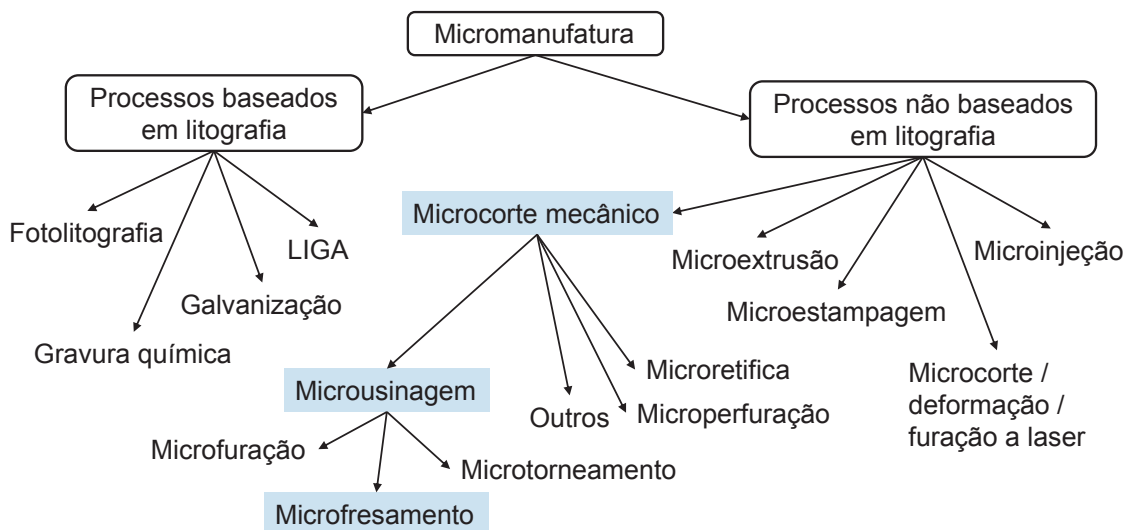 Micromanufatura
Processos baseados
em litografia
Processos não baseados
em litografia
Fotolitografia
LIGA
Galvanização
Gravura química
Microcorte mecânico
Microextrusão
Microinjeção
Microestampagem
Microcorte /
deformação /
furação a laser
Microusinagem
Microretifica
Outros
Microperfuração
Microfuração
Microtorneamento
Microfresamento